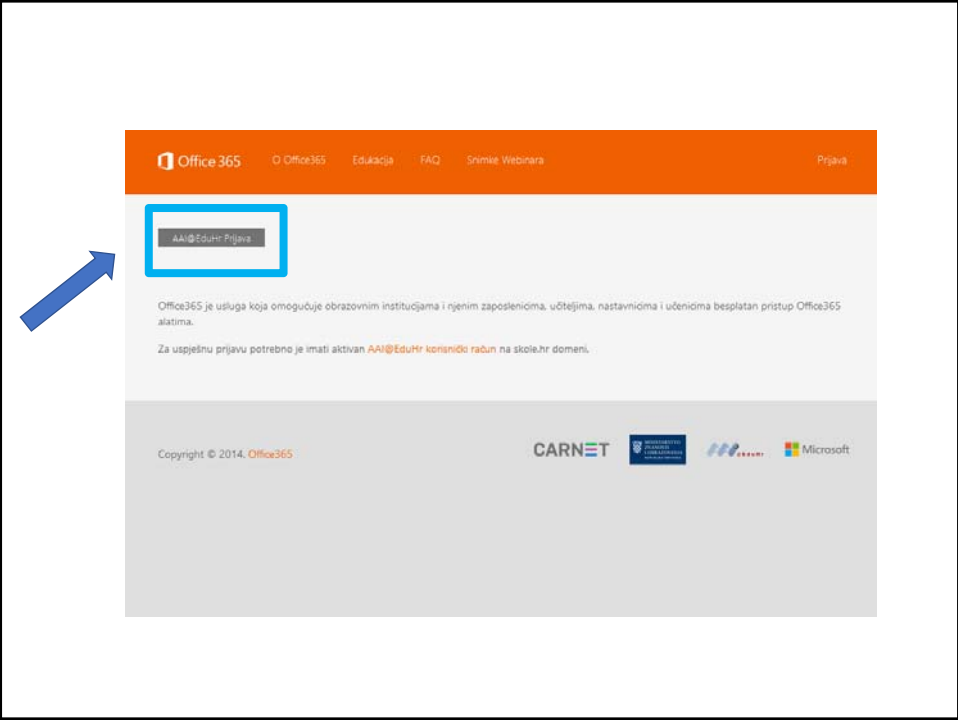 Office 365 O Office365 Edukacija FAQ Snimke Webinara Prijava
AAI@EduHr Prijava
Office365 je usluga koja omogućuje obrazovnim institucijama i njenim zaposlenicima, učiteljima, nastavnicima i učenicima besplatan pristup Office365
alatima.
Za uspješnu prijavu potrebno je imati aktivan AAI@EduHr korisnički račun na skole.hr domeni.
Copyright © 2014. Office365
CARNET
Microsoft